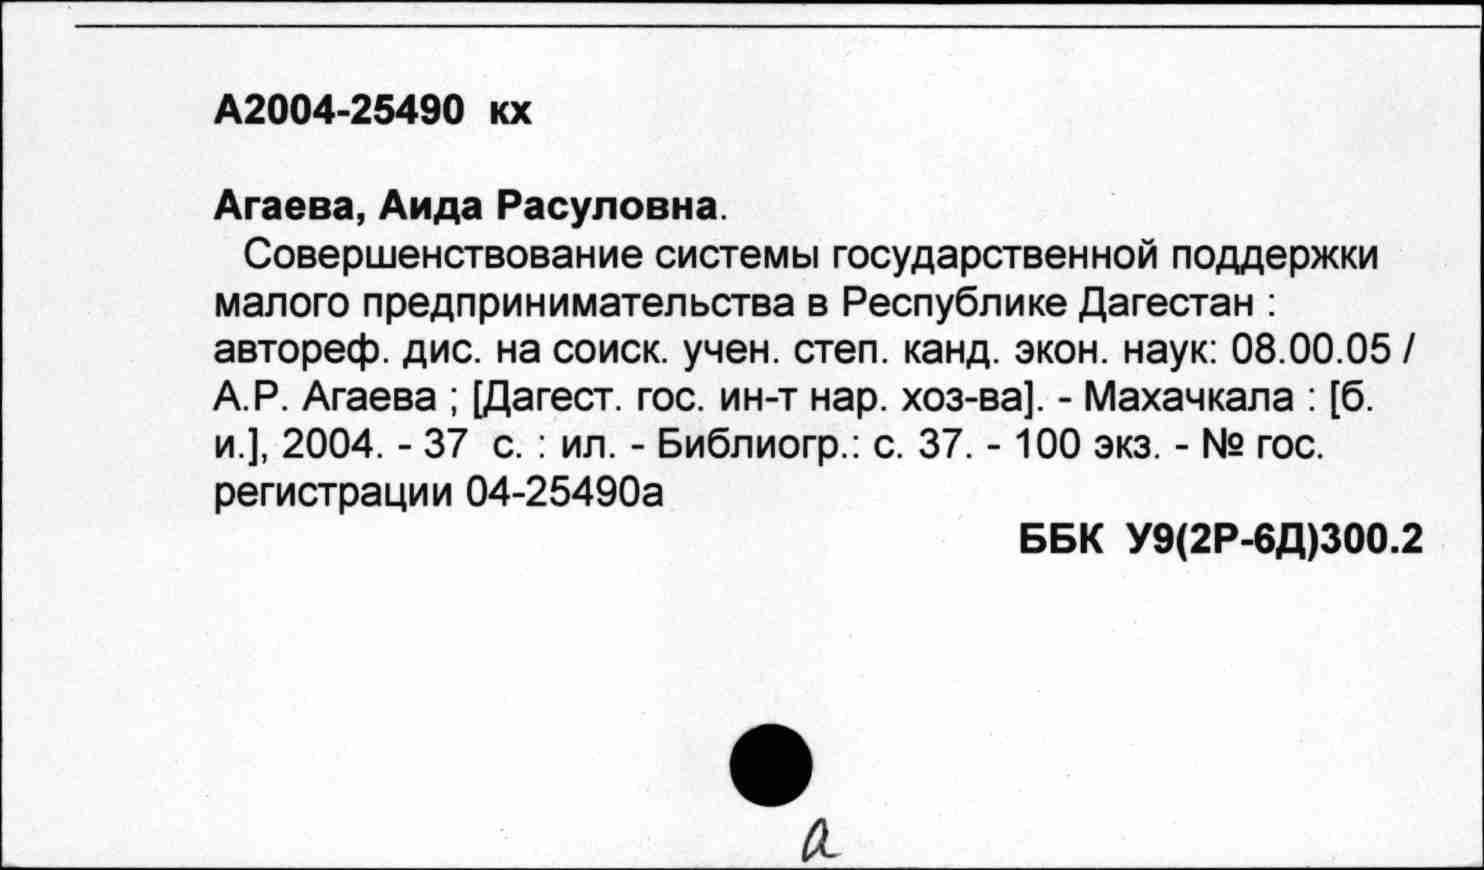 А2004-25490 кх
Агаева, Аида Расуловна.
Совершенствование системы государственной поддержки
малого предпринимательства в Республике Дагестан :
автореф. дис. на соиск. учен. степ. канд. экон. наук: 08.00.05 /
А.Р. Агаева ; [Дагест. гос. ин-т нар. хоз-ва]. - Махачкала : [б.
и.], 2004. - 37 с. : ил. - Библиогр.: с. 37. - 100 экз. - № гос.
регистрации 04-25490а
ББК У9(2Р-6Д)300.2
а